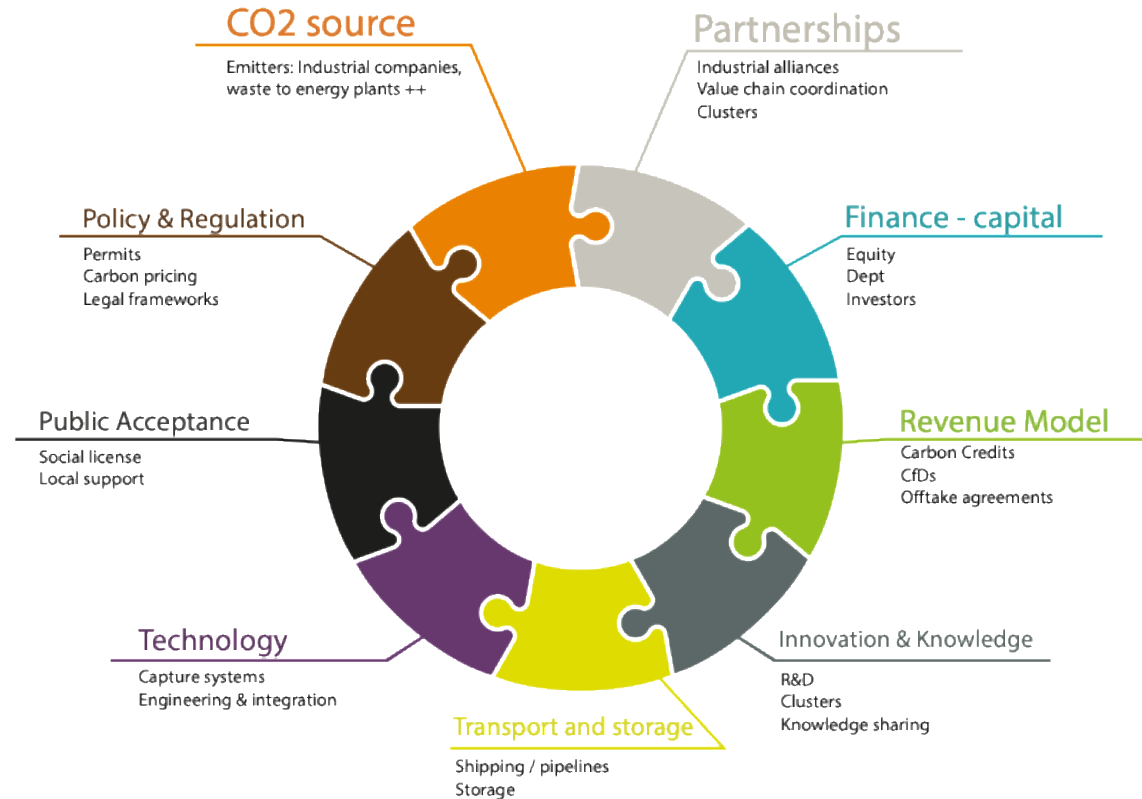 CO2 source
Emitters: Industrial companies,
waste to energy plants ++
Partnerships
Industrial alliances
Value chain coordination
Clusters
Finance - capital
Equity
Dept
Investors
Revenue Model
Carbon Credits
CfDs
Offtake agreements
Innovation & Knowledge
R&D
Clusters
Knowledge sharing
Transport and storage
Shipping / pipelines
Storage
Technology
Capture systems
Engineering & integration
Public Acceptance
Social license
Local support
Policy & Regulation
Permits
Carbon pricing
Legal frameworks